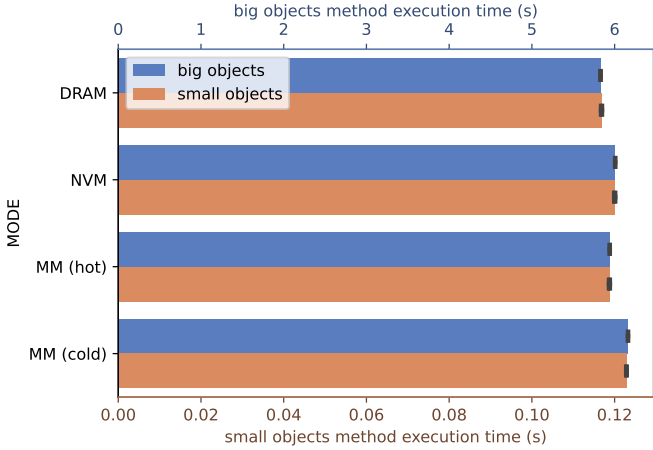 big objects method execution time (s)
0 1 2 3 4 5 6
big objects
small objects
DRAM
NVM
MM (hot)
MM (cold)
MODE
0.00 0.02 0.04 0.06 0.08 0.10 0.12
small objects method execution time (s)